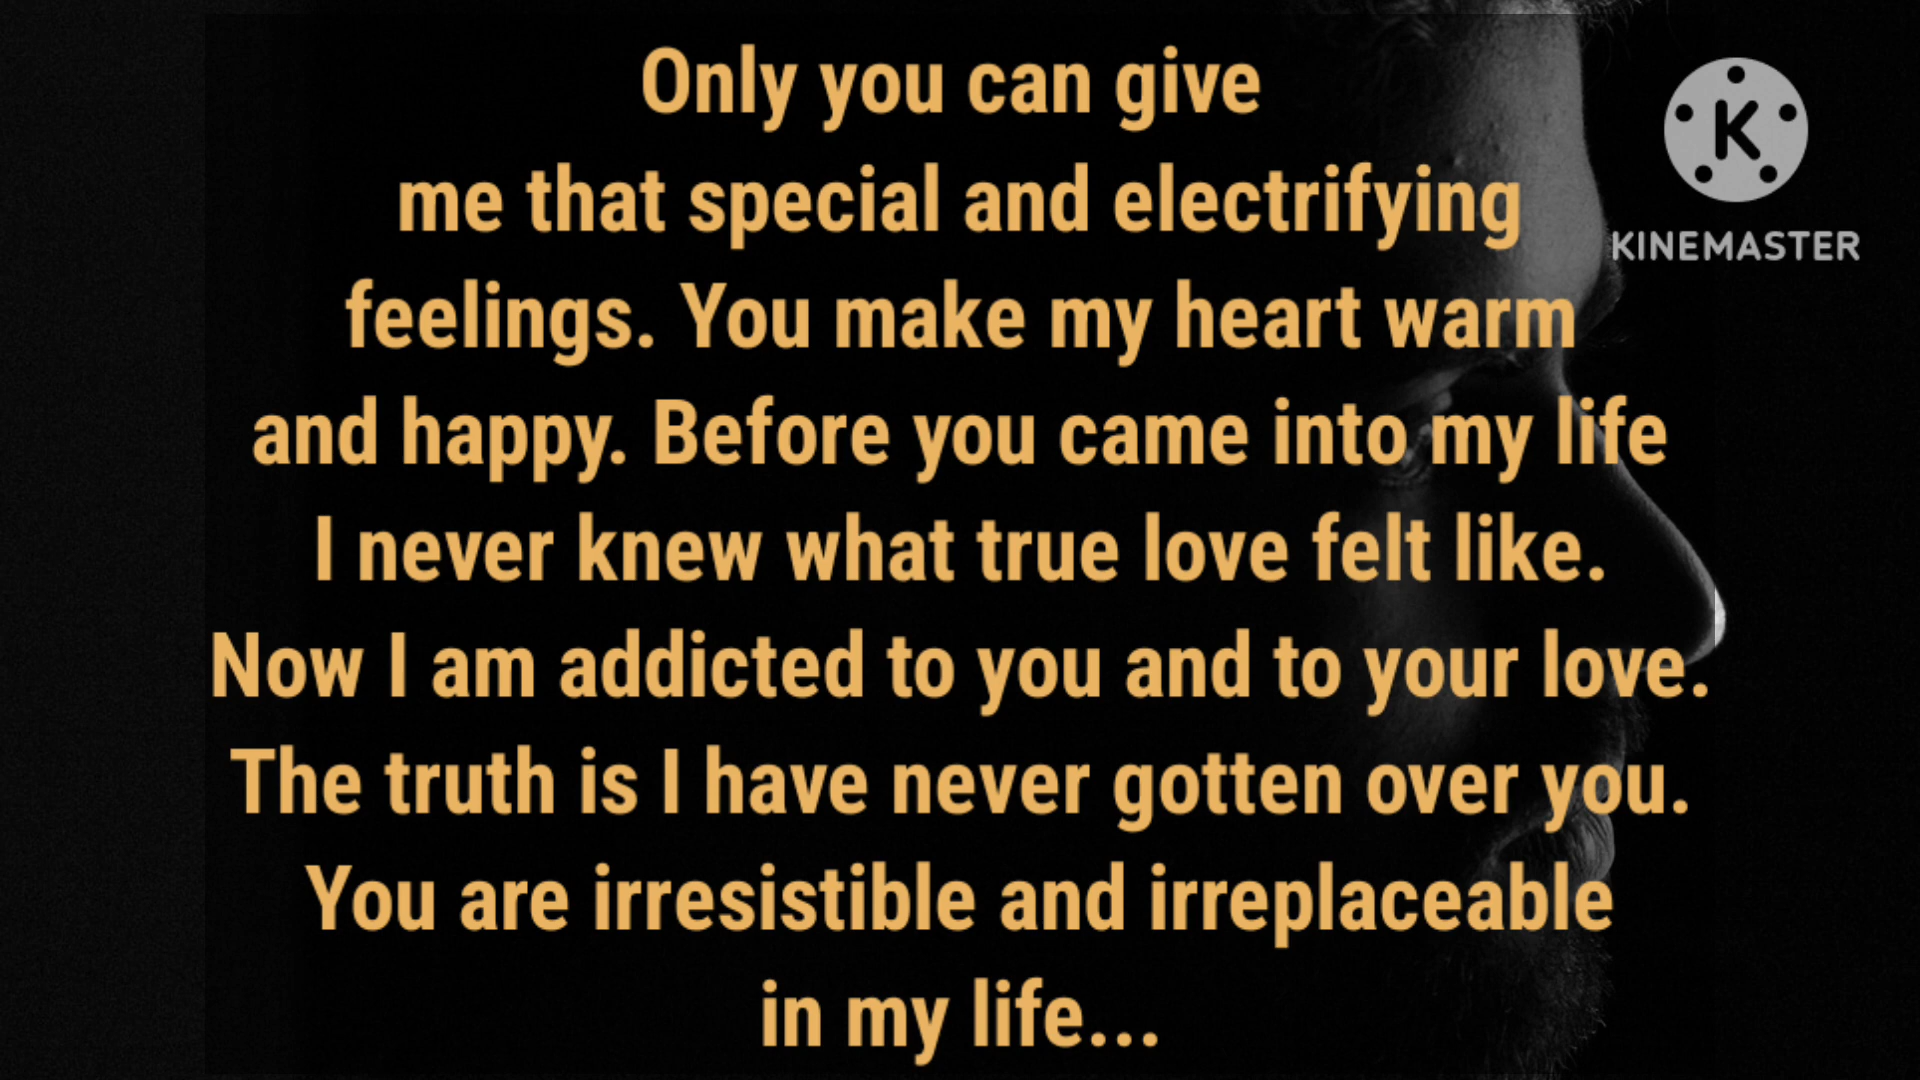 Only you can give
me that special and electrifying
feelings. You make my heart warm
and happy. Before you came into my life
I never knew what true love felt like.
Now I am addicted to you and to your love.
The truth is I have never gotten over you.
You are irresistible and irreplaceable
in my life...
K
KINEMASTER